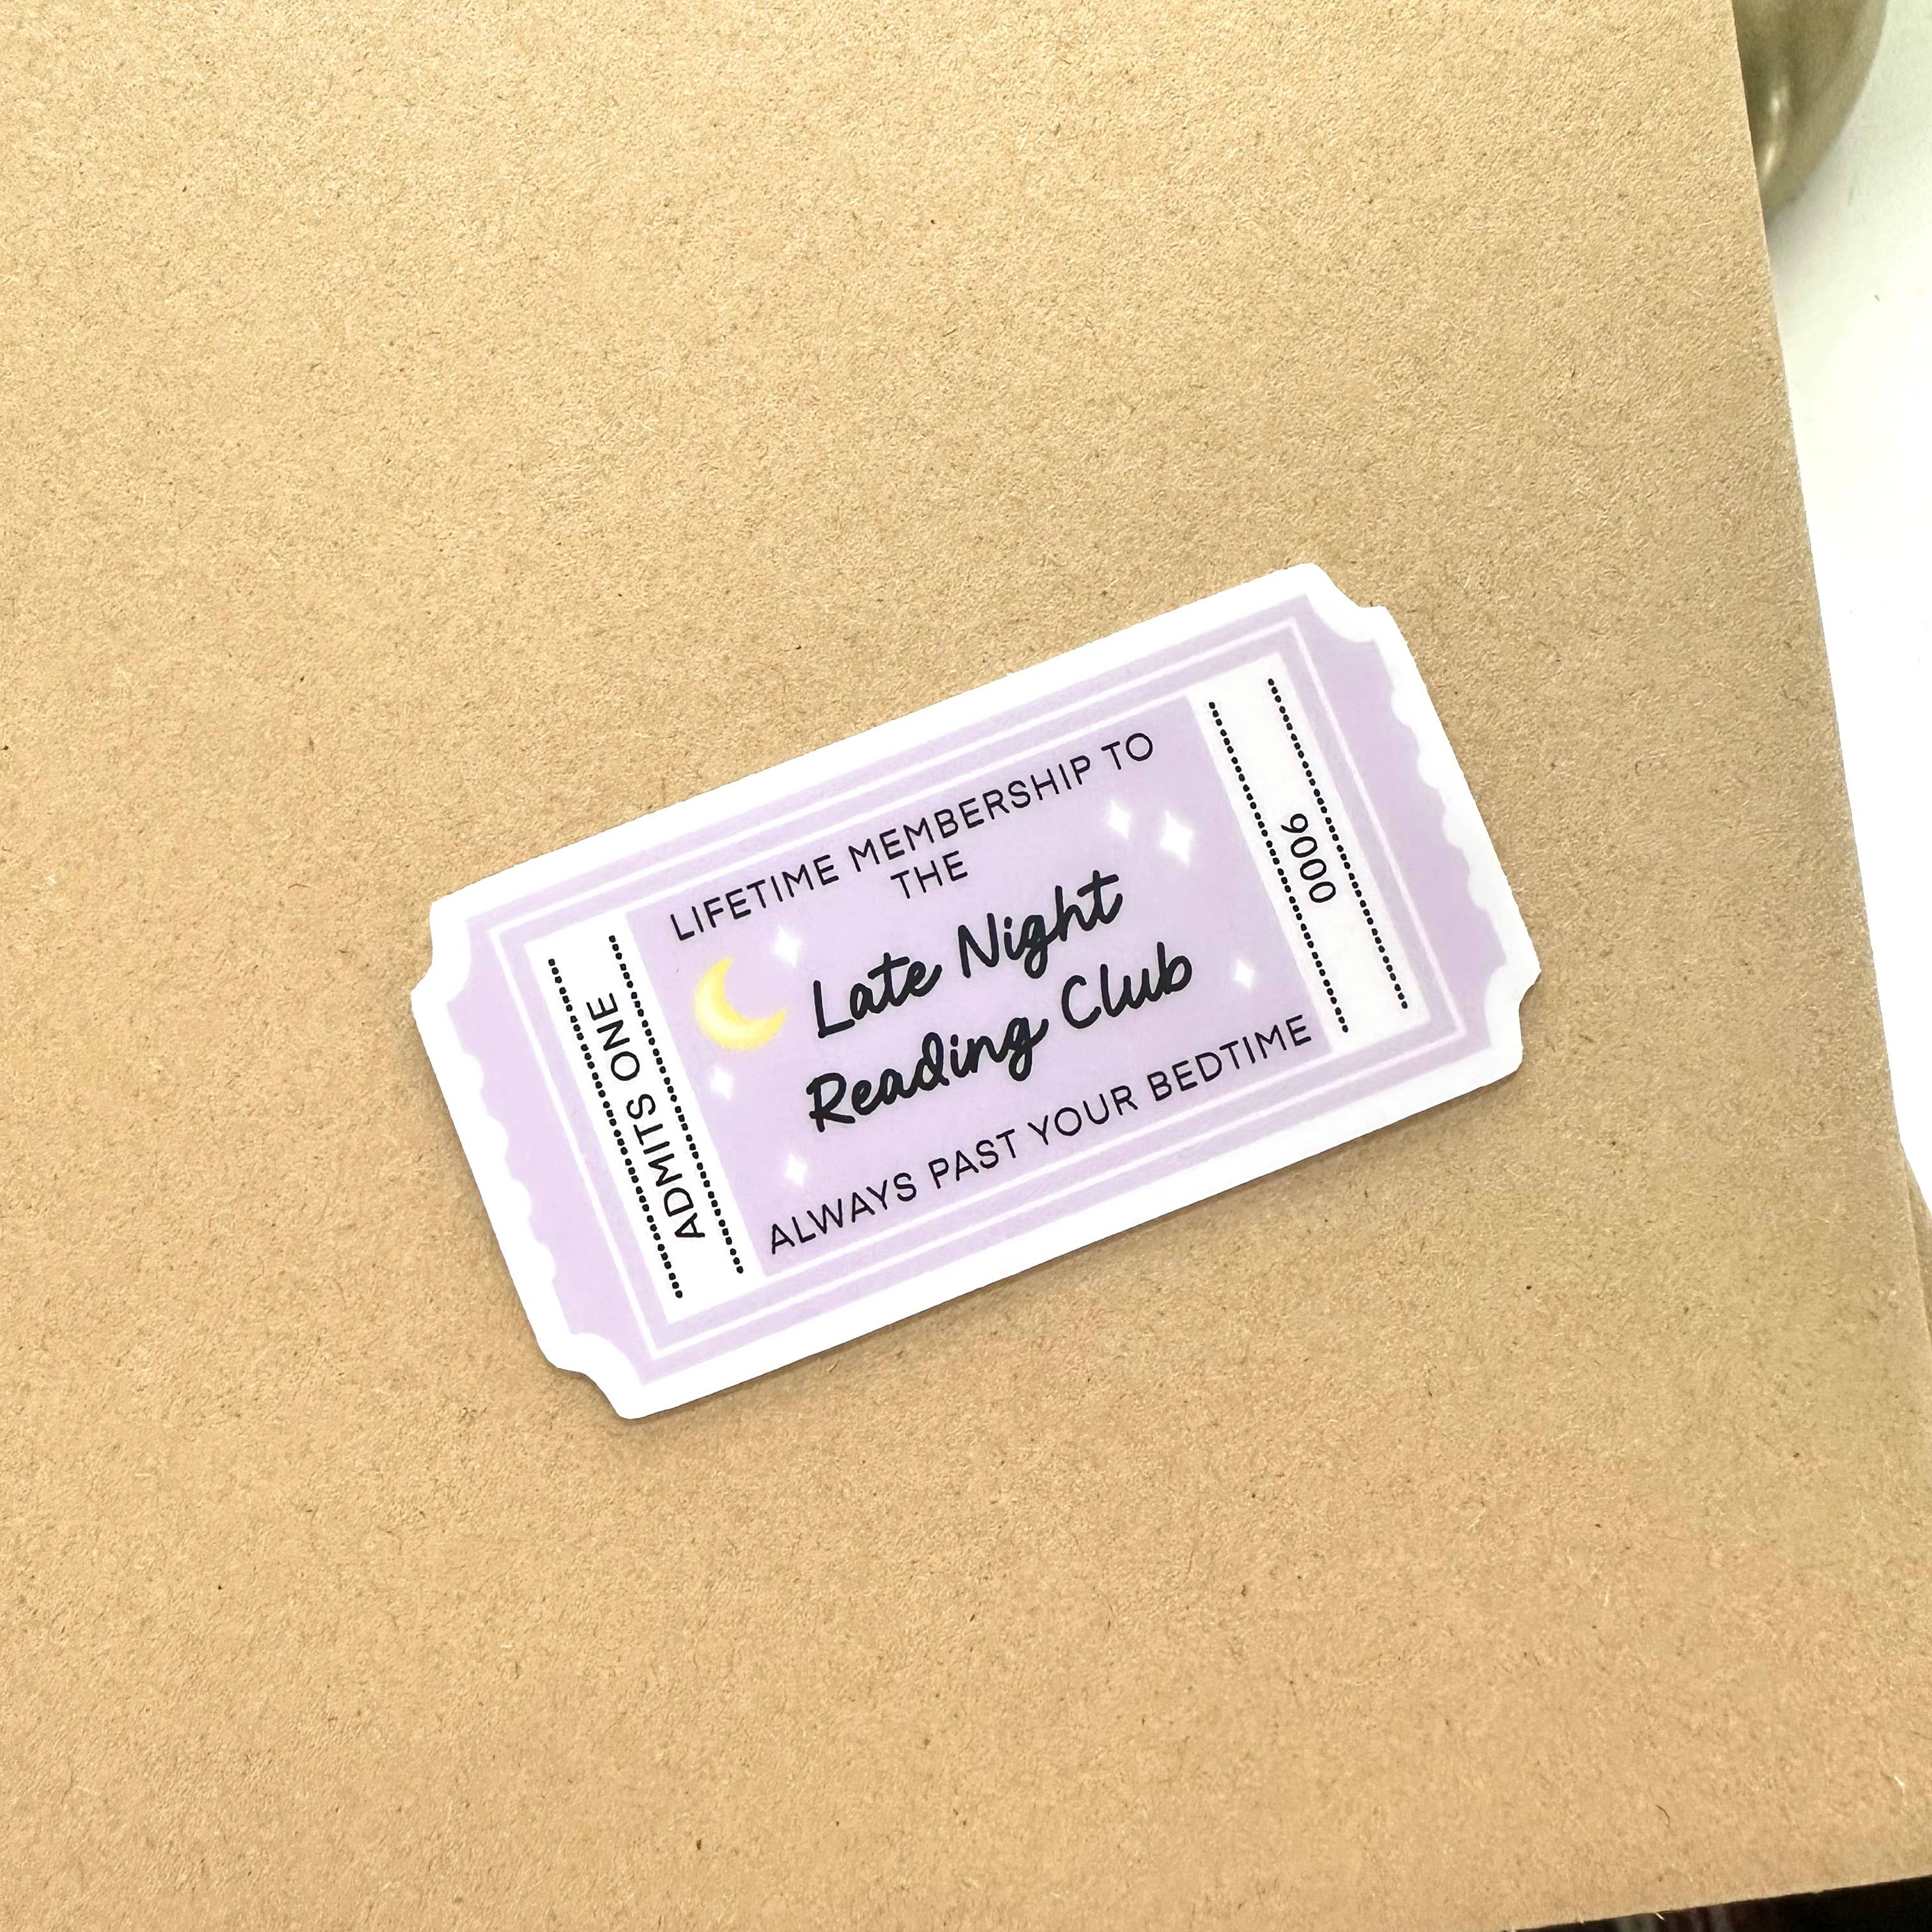 LIFETIME MEMBERSHIP TO
THE
Late Night
Reading Club
ALWAYS PAST YOUR BEDTIME
ADMITS ONE
0006